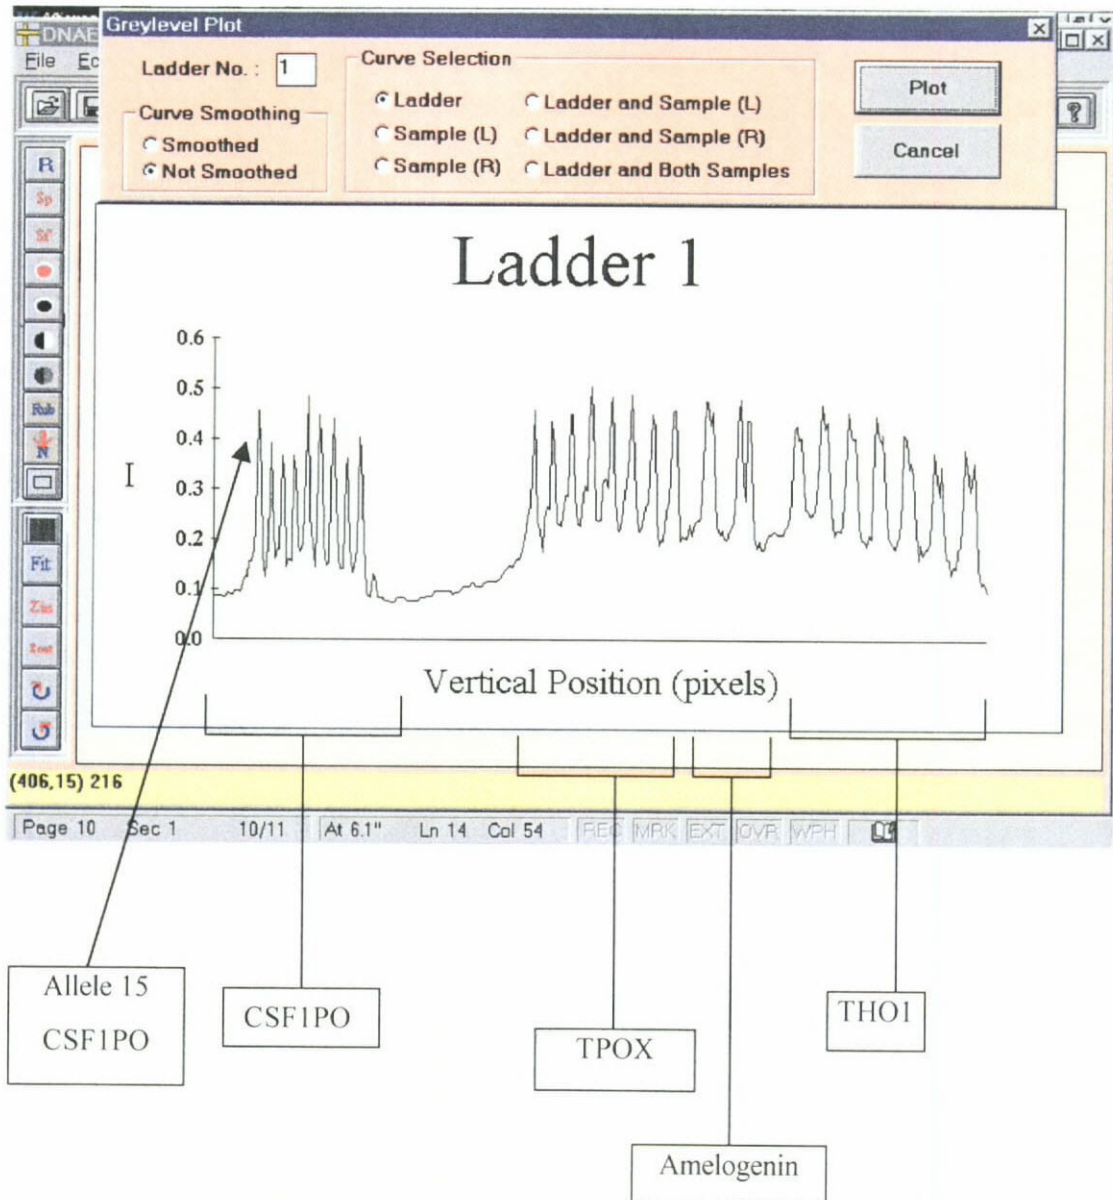 Greylevel Plot
DNAE
File
Ladder No. : 1
Curve Smoothing
Smoothed
Not Smoothed
Curve Selection
Ladder
Sample (L)
Sample (R)
Ladder and Sample (L)
Ladder and Sample (R)
Ladder and Both Samples
Plot
Cancel
R
Sp
Rub
N
Fit
Zin
Zout
Ladder 1
0.6
0.5
0.4
0.3
0.2
0.1
0.0
I
Vertical Position (pixels)
(406,15) 216
Page 10 Sec 1 10/11 At 6.1" Ln 14 Col 54 REC MRK EXT OVR WPH
Allele 15
CSF1PO
CSF1PO
TPOX
THO1
Amelogenin